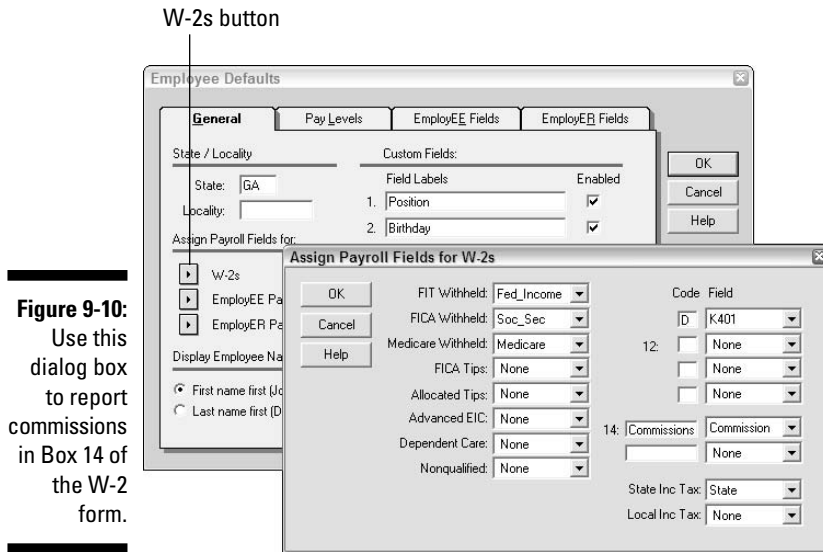 W-2s button
Employee Defaults
General
Pay Levels
EmployEE Fields
EmployER Fields
State / Locality
State: GA
Locality:
Custom Fields:
Field Labels Enabled
1. Position
2. Birthday
OK
Cancel
Help
Assign Payroll Fields for:
W-2s
EmployEE Pa
EmployER Pa
Display Employee Na
First name first (Jo
Last name first (D
Assign Payroll Fields for W-2s
OK
Cancel
Help
FIT Withheld: Fed_Income
FICA Withheld: Soc_Sec
Medicare Withheld: Medicare
FICA Tips: None
Allocated Tips: None
Advanced EIC: None
Dependent Care: None
Nonqualified: None
Code Field
D K401
12: None
None
14: Commissions Commission
None
State Inc Tax: State
Local Inc Tax: None
Figure 9-10:
Use this
dialog box
to report
commissions
in Box 14 of
the W-2
form.